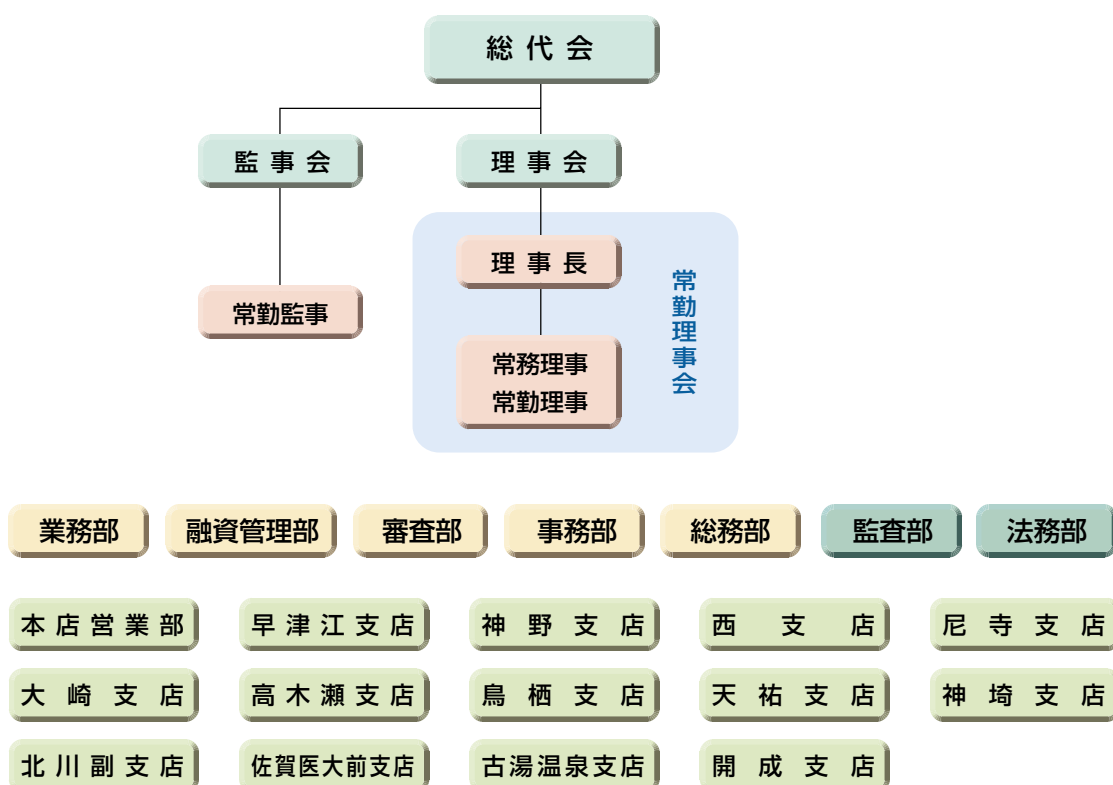 総代会
監事会
理事会
理事長
常勤監事
常務理事
常勤理事
常勤理事会
業務部
融資管理部
審査部
事務部
総務部
監査部
法務部
本店営業部
早津江支店
神野支店
西支店
尼寺支店
大崎支店
高木瀬支店
鳥栖支店
天祐支店
神埼支店
北川副支店
佐賀医大前支店
古湯温泉支店
開成支店